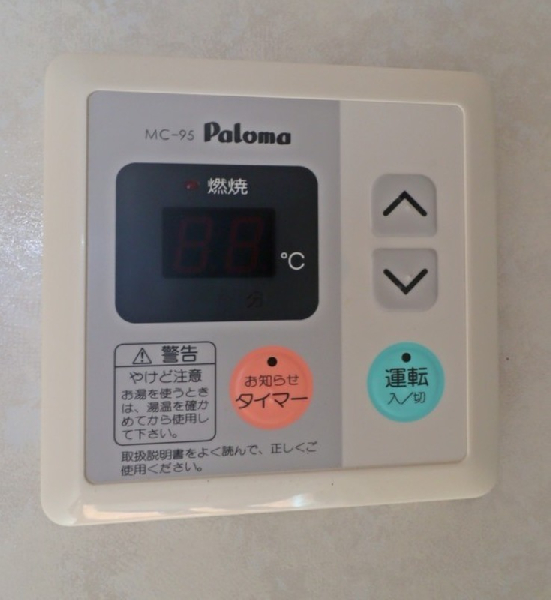 MC-95 Paloma
燃焼
88
℃
⚠ 警告
やけど注意
お湯を使うとき
は、湯温を確か
めてから使用し
て下さい。
お知らせ
タイマー
運転
入/切
取扱説明書をよく読んで、正しくご
使用ください。